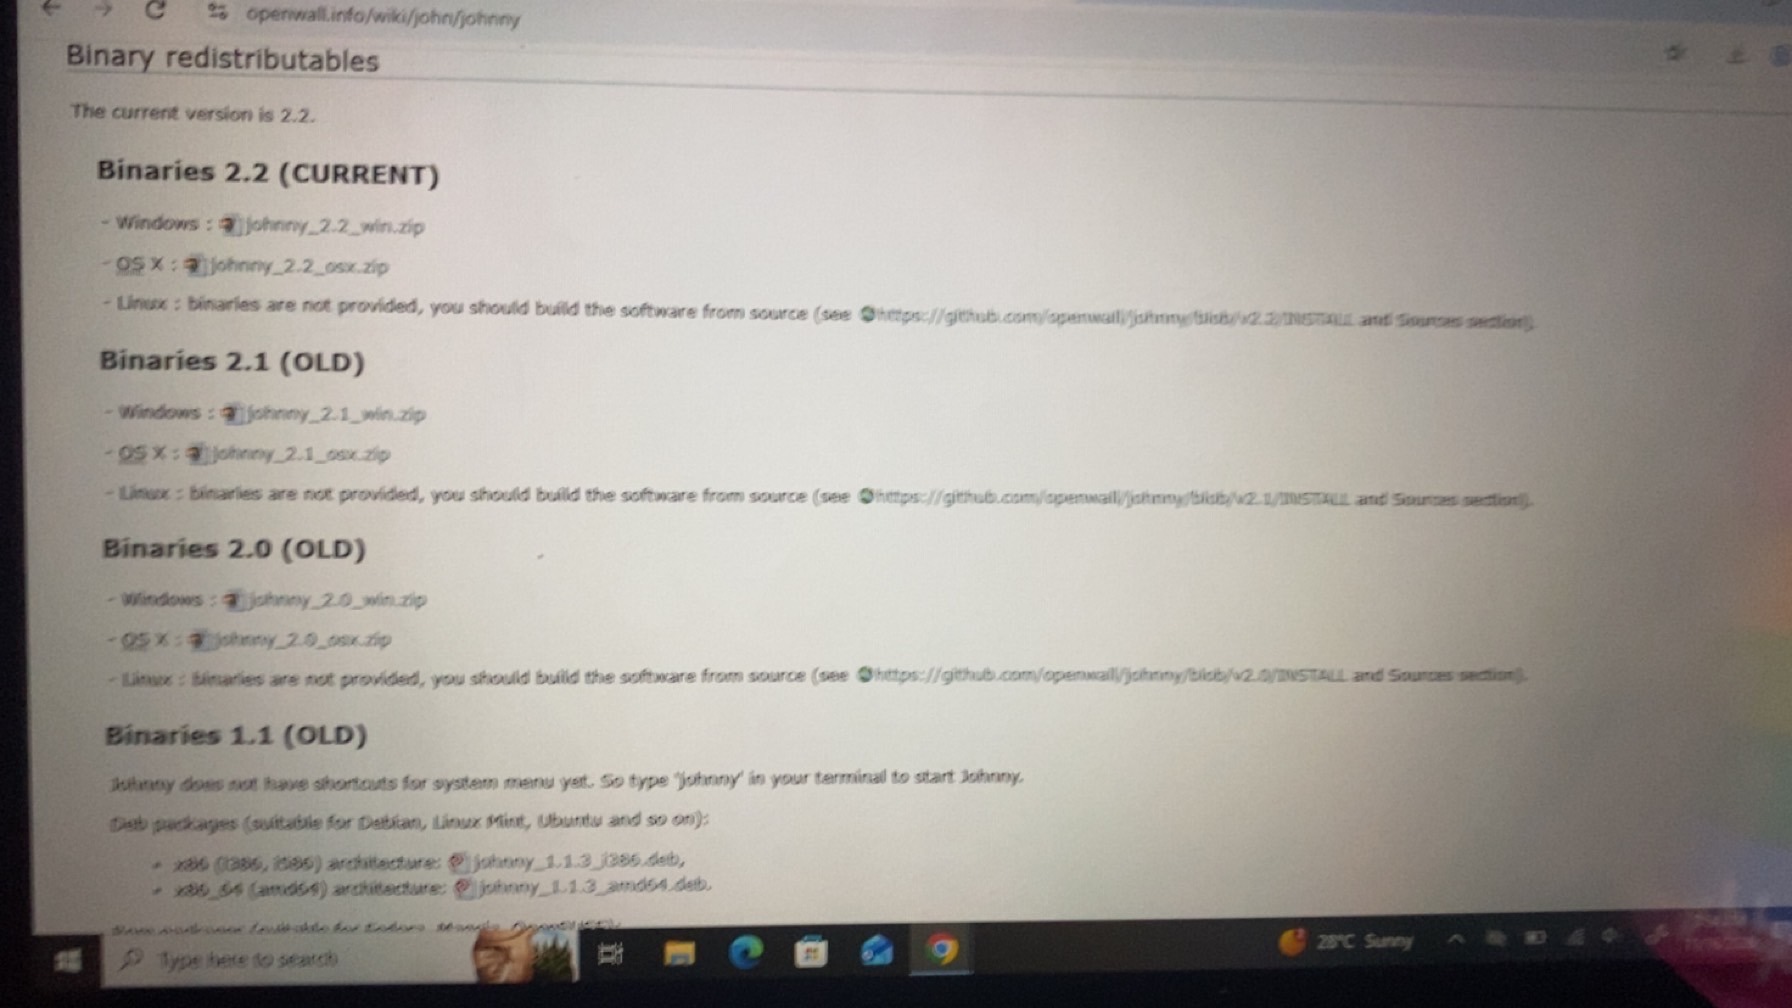 openwall.info/wiki/john/johnny
Binary redistributables
The current version is 2.2.
Binaries 2.2 (CURRENT)
- Windows : johnny_2.2_win.zip
- OS X : johnny_2.2_osx.zip
- Linux : binaries are not provided, you should build the software from source (see https://github.com/openwall/johnny/blob/v2.2/INSTALL and Sources section).
Binaries 2.1 (OLD)
- Windows : johnny_2.1_win.zip
- OS X : johnny_2.1_osx.zip
- Linux : binaries are not provided, you should build the software from source (see https://github.com/openwall/johnny/blob/v2.1/INSTALL and Sources section).
Binaries 2.0 (OLD)
- Windows : johnny_2.0_win.zip
- OS X : johnny_2.0_osx.zip
- Linux : binaries are not provided, you should build the software from source (see https://github.com/openwall/johnny/blob/v2.0/INSTALL and Sources section).
Binaries 1.1 (OLD)
Johnny does not have shortcuts for system menu yet. So type 'johnny' in your terminal to start Johnny.
Deb packages (suitable for Debian, Linux Mint, Ubuntu and so on):
x86 (i386, i586) architecture: johnny_1.1.3_i386.deb,
x86_64 (amd64) architecture: johnny_1.1.3_amd64.deb.
Type here to search
28°C Sunny